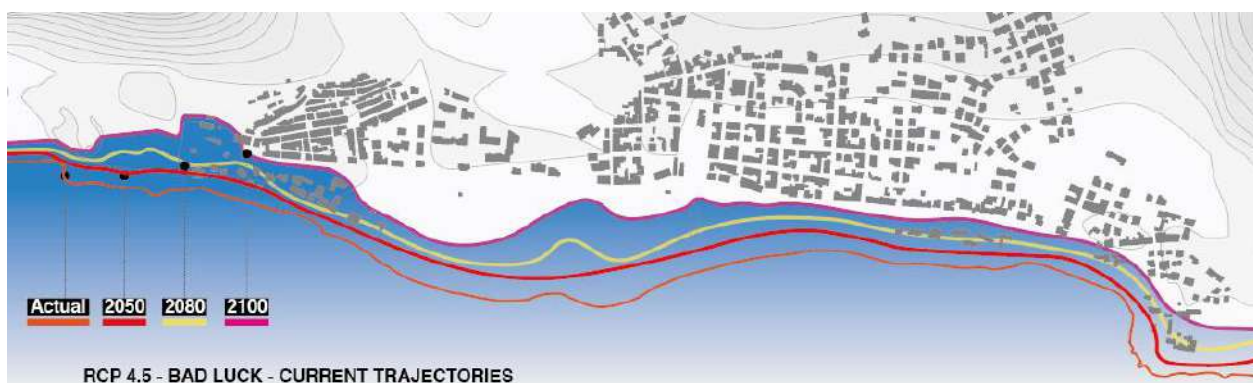 Actual 2050 2080 2100
RCP 4.5 - BAD LUCK - CURRENT TRAJECTORIES